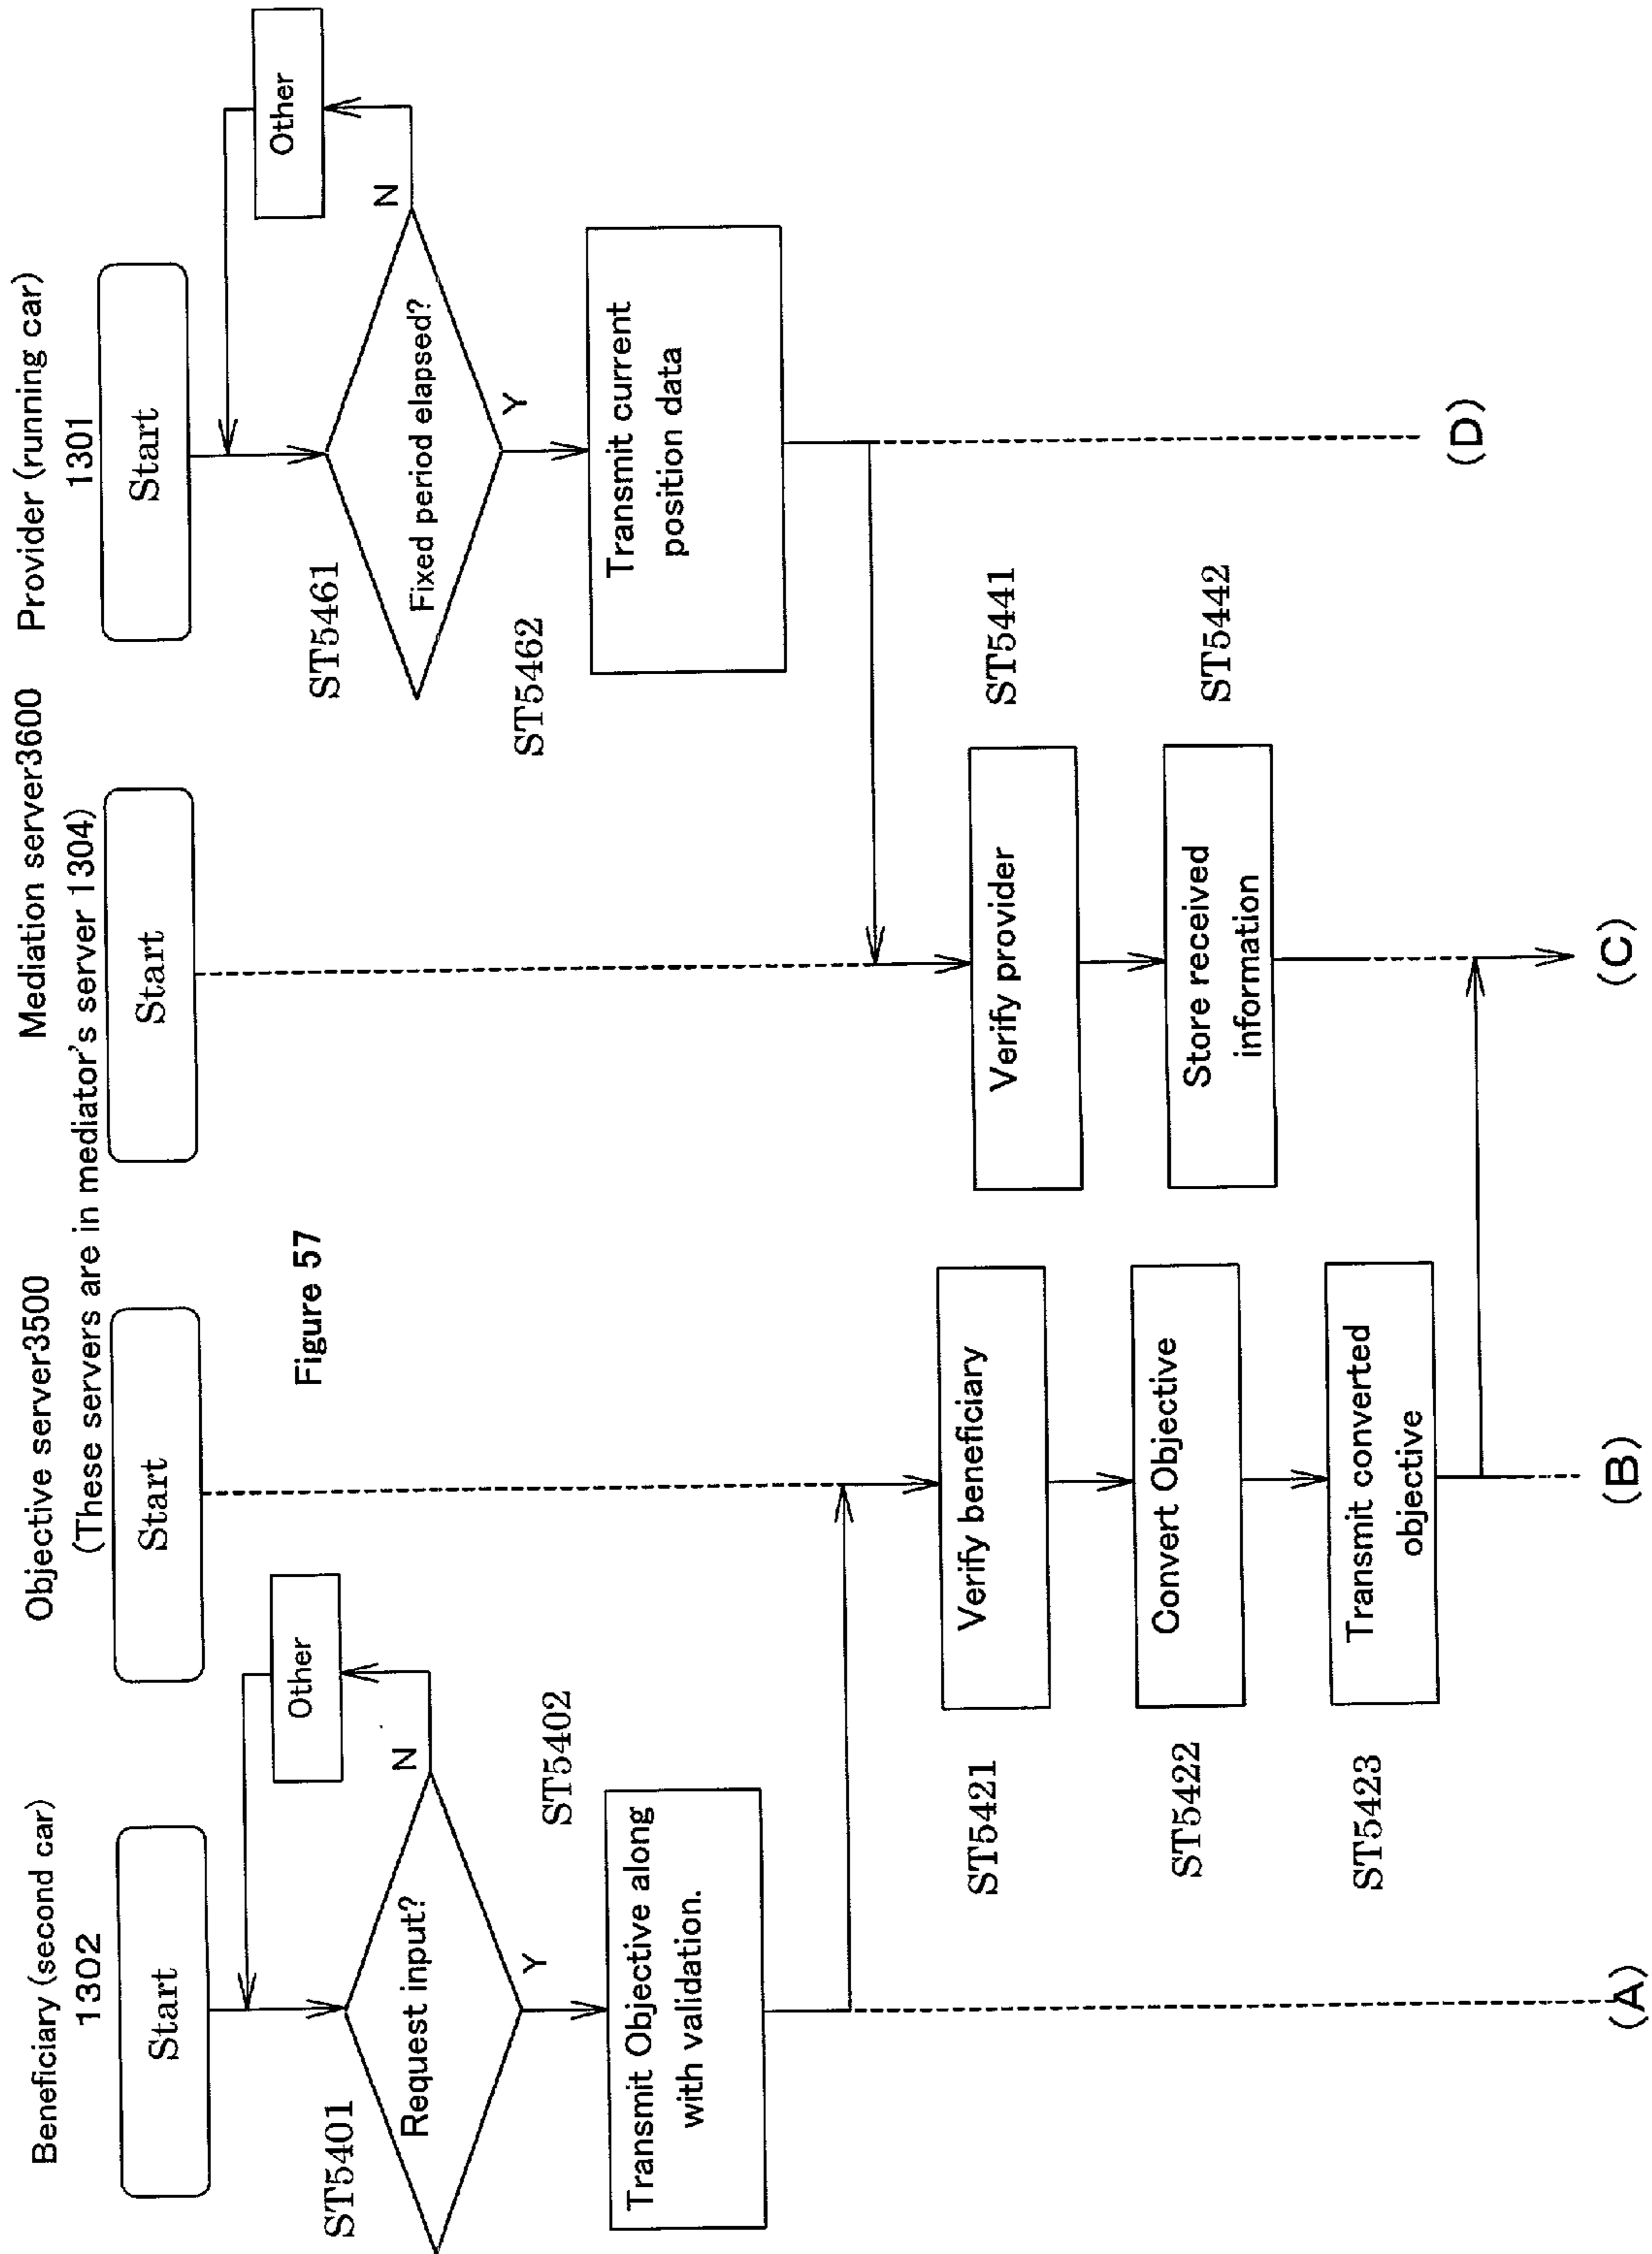 Beneficiary (second car)
1302
Start
ST5401
Request input?
N
Other
Y
ST5402
Transmit Objective along
with validation.
(A)
Objective server3500
(These servers are in mediator's server 1304)
Start
Figure 57
ST5421
Verify beneficiary
ST5422
Convert Objective
ST5423
Transmit converted
objective
(B)
Mediation server3600
Start
Verify provider
ST5441
Store received
information
ST5442
(C)
Provider (running car)
1301
Start
ST5461
Fixed period elapsed?
N
Other
Y
ST5462
Transmit current
position data
(D)